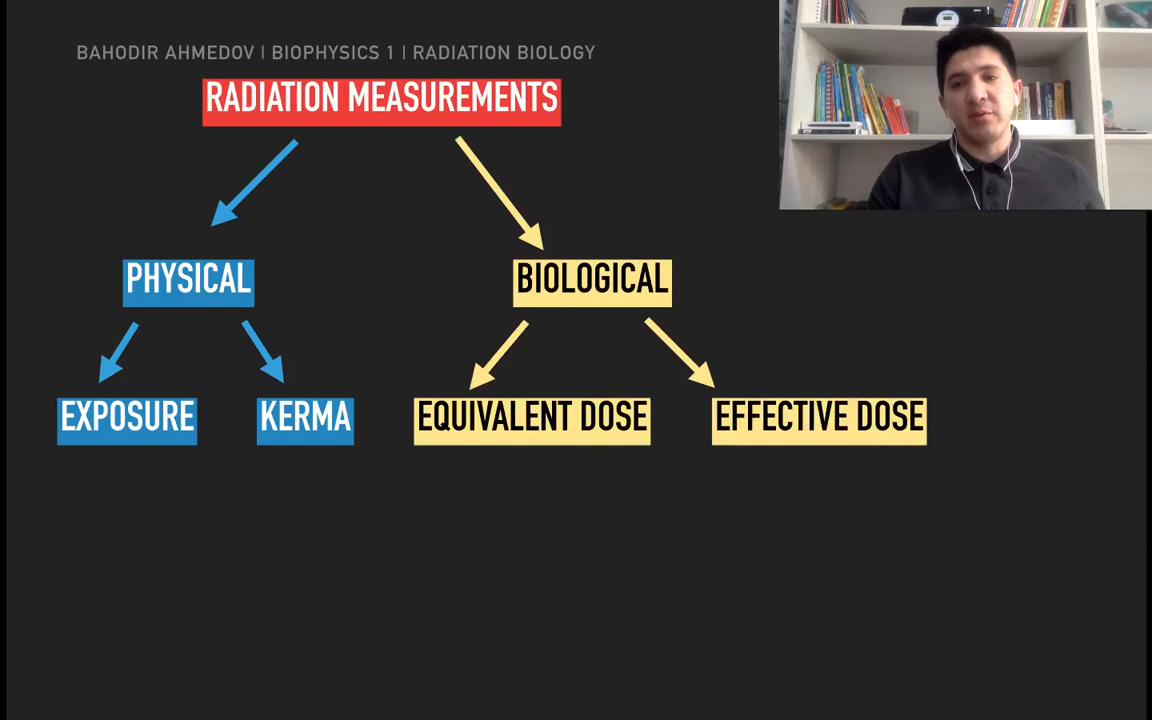 BAHODIR AHMEDOV | BIOPHYSICS 1 | RADIATION BIOLOGY
RADIATION MEASUREMENTS
PHYSICAL
BIOLOGICAL
EXPOSURE
KERMA
EQUIVALENT DOSE
EFFECTIVE DOSE